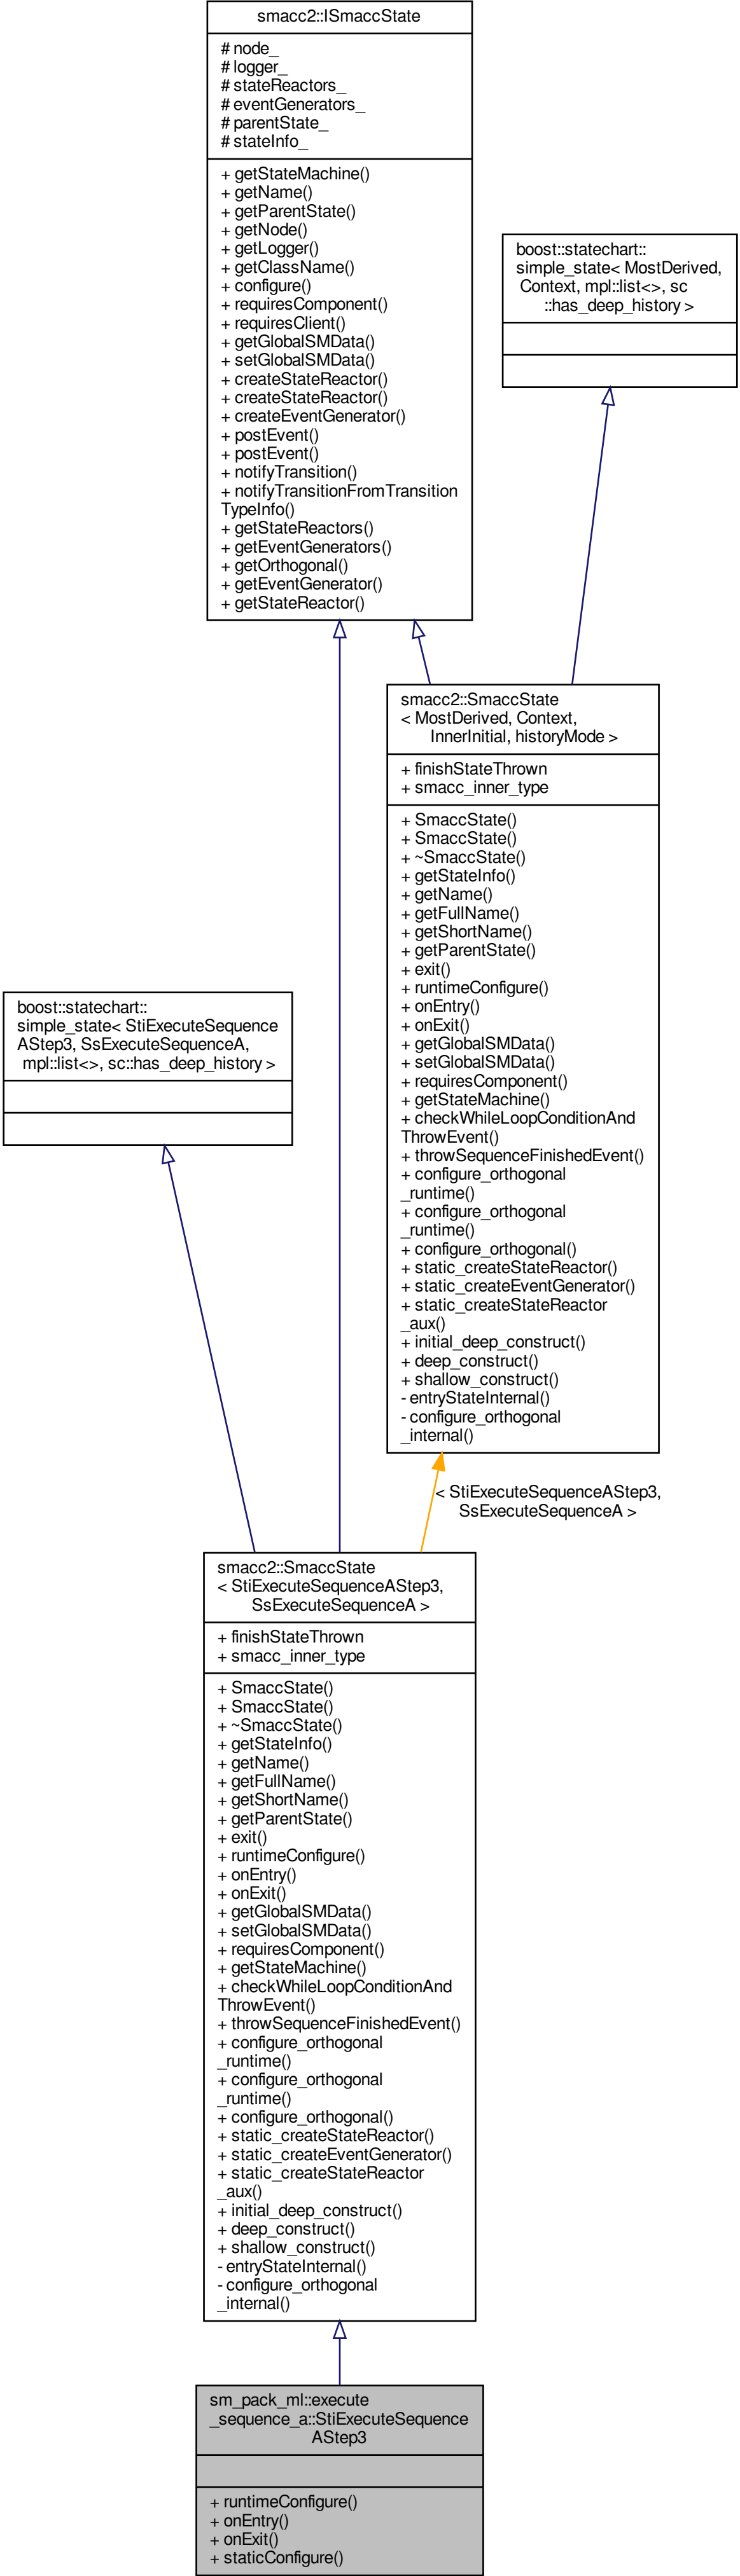 smacc2::ISmaccState
# node_
# logger_
# stateReactors_
# eventGenerators_
# parentState_
# stateInfo_
+ getStateMachine()
+ getName()
+ getParentState()
+ getNode()
+ getLogger()
+ getClassName()
+ configure()
+ requiresComponent()
+ requiresClient()
+ getGlobalSMData()
+ setGlobalSMData()
+ createStateReactor()
+ createStateReactor()
+ createEventGenerator()
+ postEvent()
+ postEvent()
+ notifyTransition()
+ notifyTransitionFromTransition
TypeInfo()
+ getStateReactors()
+ getEventGenerators()
+ getOrthogonal()
+ getEventGenerator()
+ getStateReactor()
boost::statechart::
simple_state< MostDerived,
Context, mpl::list<>, sc
::has_deep_history >
smacc2::SmaccState
< MostDerived, Context,
InnerInitial, historyMode >
+ finishStateThrown
+ smacc_inner_type
+ SmaccState()
+ SmaccState()
+ ~SmaccState()
+ getStateInfo()
+ getName()
+ getFullName()
+ getShortName()
+ getParentState()
+ exit()
+ runtimeConfigure()
+ onEntry()
+ onExit()
+ getGlobalSMData()
+ setGlobalSMData()
+ requiresComponent()
+ getStateMachine()
+ checkWhileLoopConditionAnd
ThrowEvent()
+ throwSequenceFinishedEvent()
+ configure_orthogonal
_runtime()
+ configure_orthogonal
_runtime()
+ configure_orthogonal()
+ static_createStateReactor()
+ static_createEventGenerator()
+ static_createStateReactor
_aux()
+ initial_deep_construct()
+ deep_construct()
+ shallow_construct()
- entryStateInternal()
- configure_orthogonal
_internal()
boost::statechart::
simple_state< StiExecuteSequence
AStep3, SsExecuteSequenceA,
mpl::list<>, sc::has_deep_history >
< StiExecuteSequenceAStep3,
SsExecuteSequenceA >
smacc2::SmaccState
< StiExecuteSequenceAStep3,
SsExecuteSequenceA >
+ finishStateThrown
+ smacc_inner_type
+ SmaccState()
+ SmaccState()
+ ~SmaccState()
+ getStateInfo()
+ getName()
+ getFullName()
+ getShortName()
+ getParentState()
+ exit()
+ runtimeConfigure()
+ onEntry()
+ onExit()
+ getGlobalSMData()
+ setGlobalSMData()
+ requiresComponent()
+ getStateMachine()
+ checkWhileLoopConditionAnd
ThrowEvent()
+ throwSequenceFinishedEvent()
+ configure_orthogonal
_runtime()
+ configure_orthogonal
_runtime()
+ configure_orthogonal()
+ static_createStateReactor()
+ static_createEventGenerator()
+ static_createStateReactor
_aux()
+ initial_deep_construct()
+ deep_construct()
+ shallow_construct()
- entryStateInternal()
- configure_orthogonal
_internal()
sm_pack_ml::execute
_sequence_a::StiExecuteSequence
AStep3
+ runtimeConfigure()
+ onEntry()
+ onExit()
+ staticConfigure()